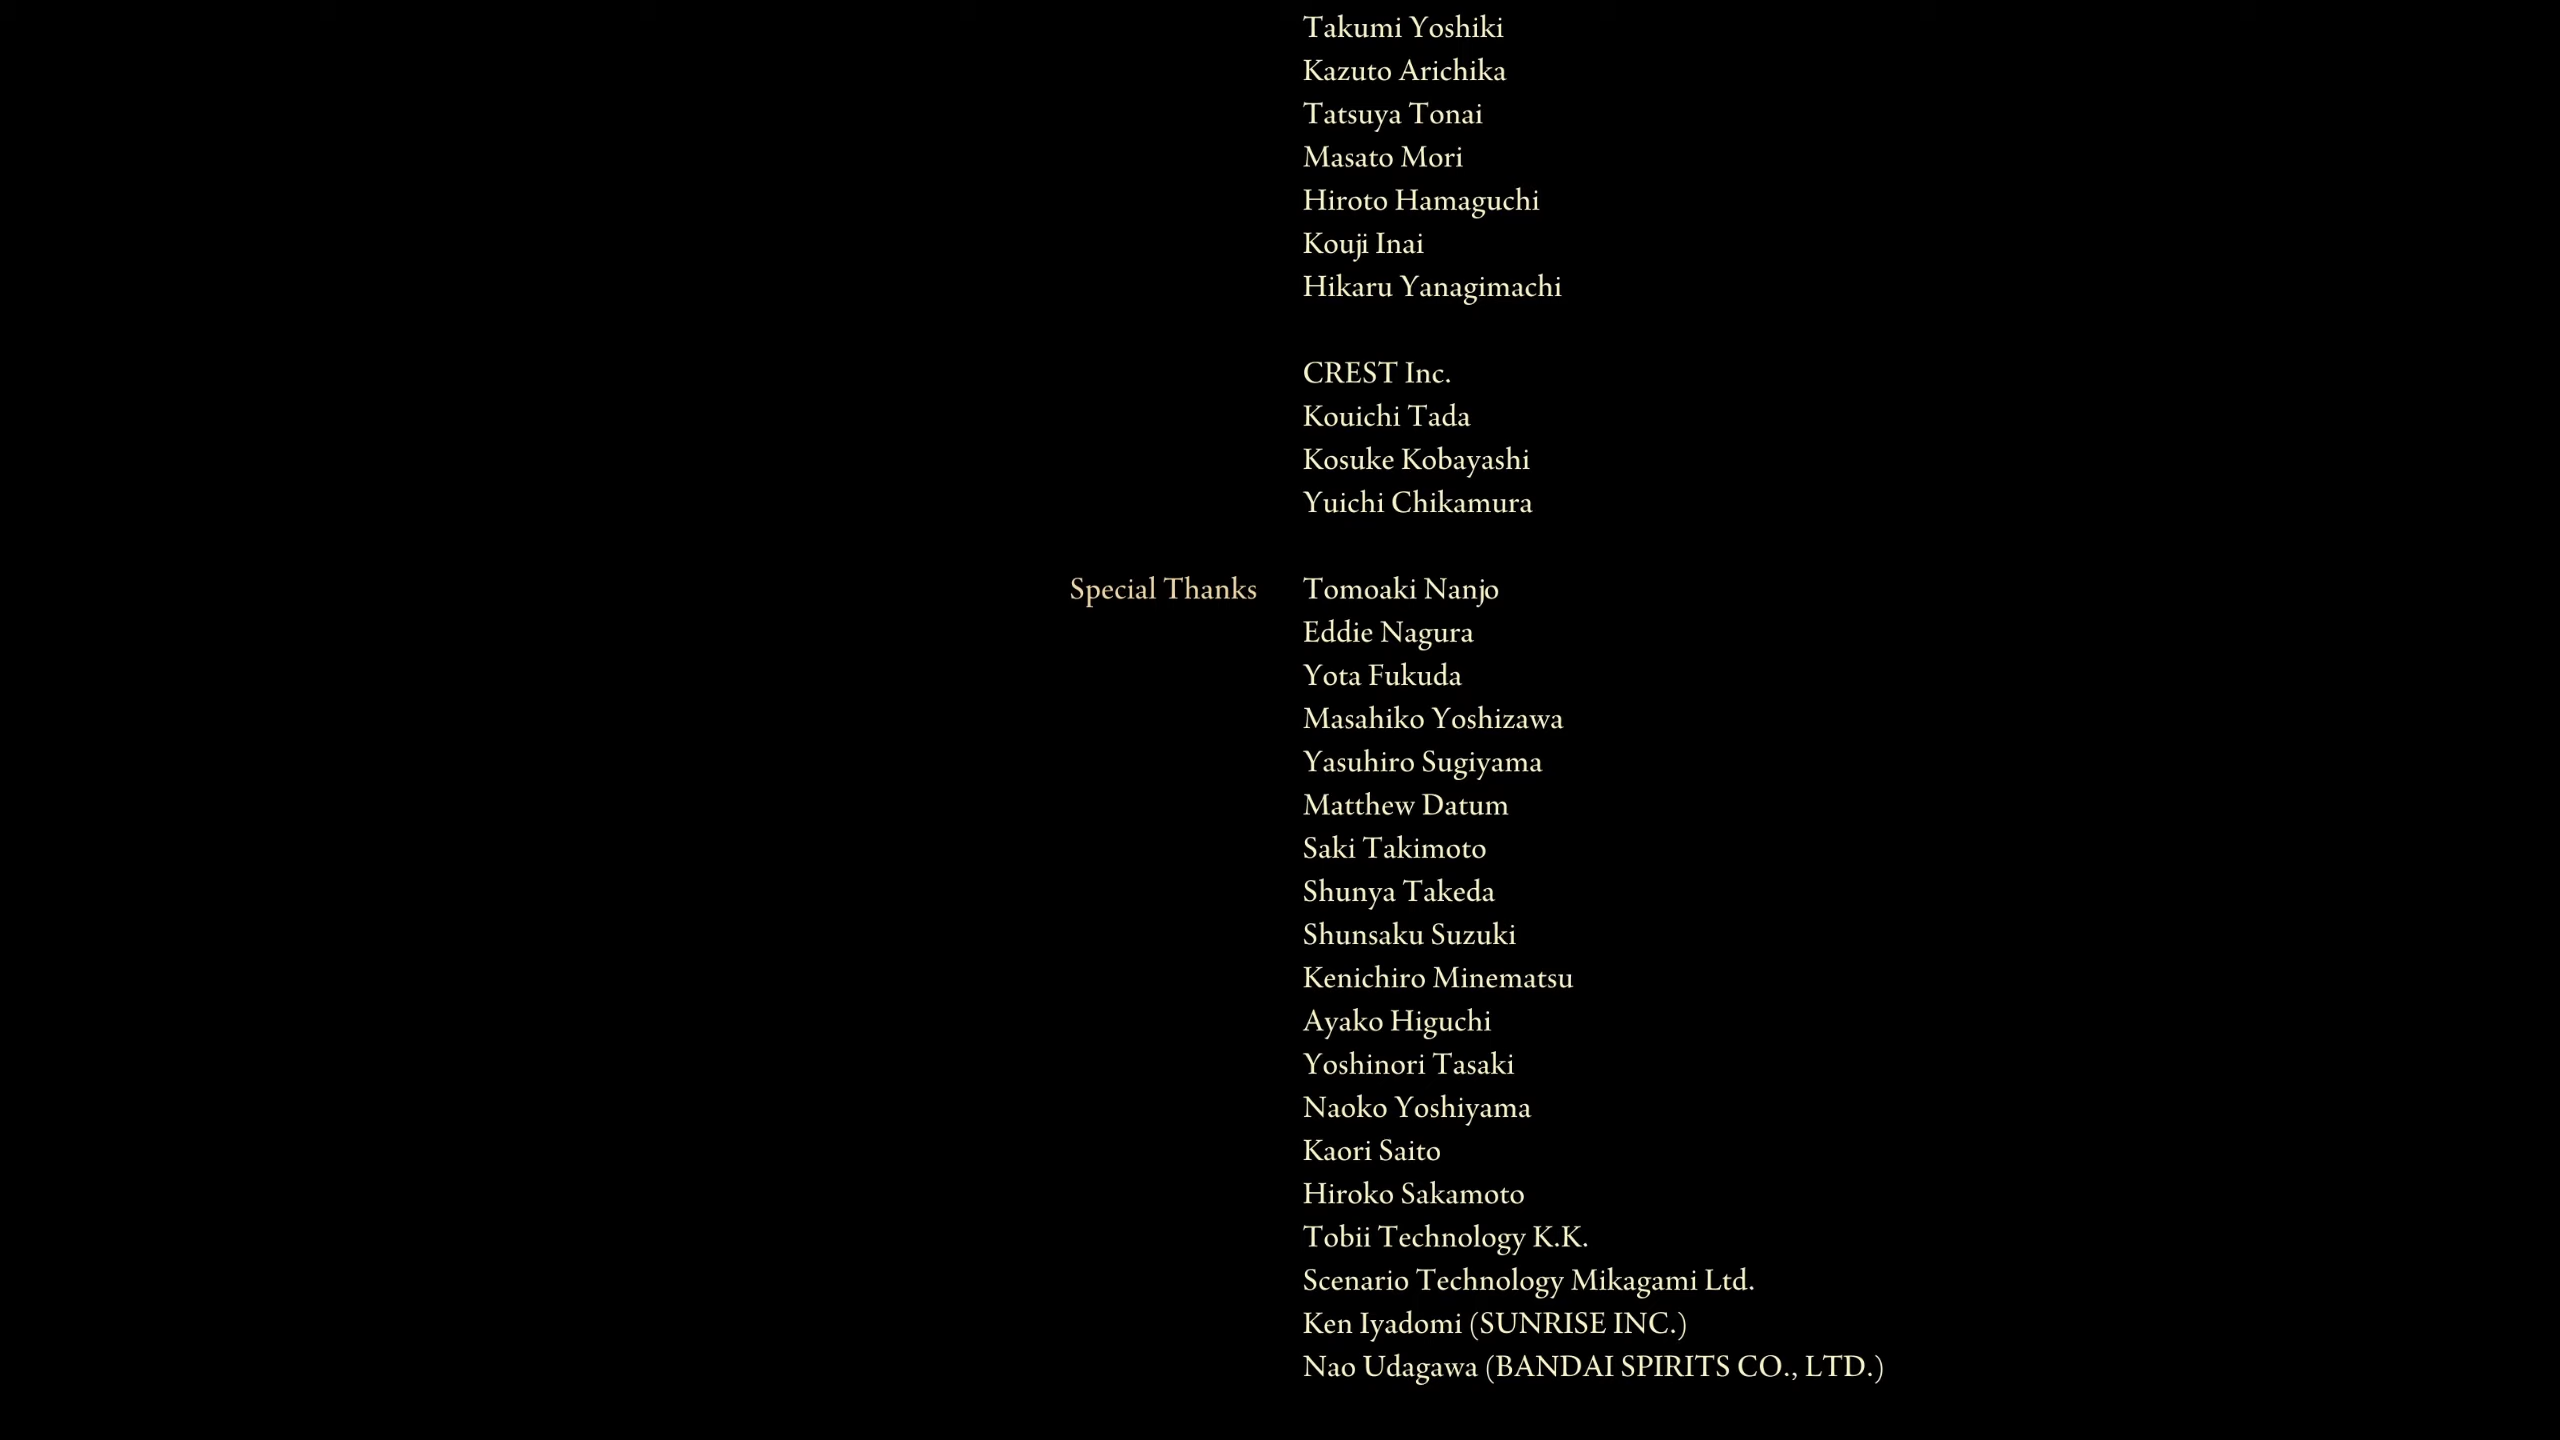 Takumi Yoshiki
Kazuto Arichika
Tatsuya Tonai
Masato Mori
Hiroto Hamaguchi
Kouji Inai
Hikaru Yanagimachi
CREST Inc.
Kouichi Tada
Kosuke Kobayashi
Yuichi Chikamura
Special Thanks Tomoaki Nanjo
Eddie Nagura
Yota Fukuda
Masahiko Yoshizawa
Yasuhiro Sugiyama
Matthew Datum
Saki Takimoto
Shunya Takeda
Shunsaku Suzuki
Kenichiro Minematsu
Ayako Higuchi
Yoshinori Tasaki
Naoko Yoshiyama
Kaori Saito
Hiroko Sakamoto
Tobii Technology K.K.
Scenario Technology Mikagami Ltd.
Ken Iyadomi (SUNRISE INC.)
Nao Udagawa (BANDAI SPIRITS CO., LTD.)